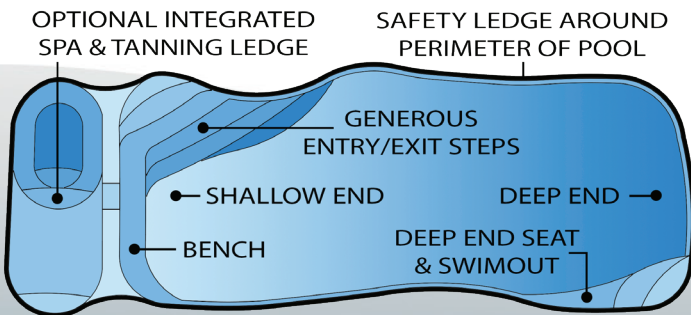 OPTIONAL INTEGRATED
SPA & TANNING LEDGE
SAFETY LEDGE AROUND
PERIMETER OF POOL
GENEROUS
ENTRY/EXIT STEPS
SHALLOW END
DEEP END
BENCH
DEEP END SEAT
& SWIMOUT